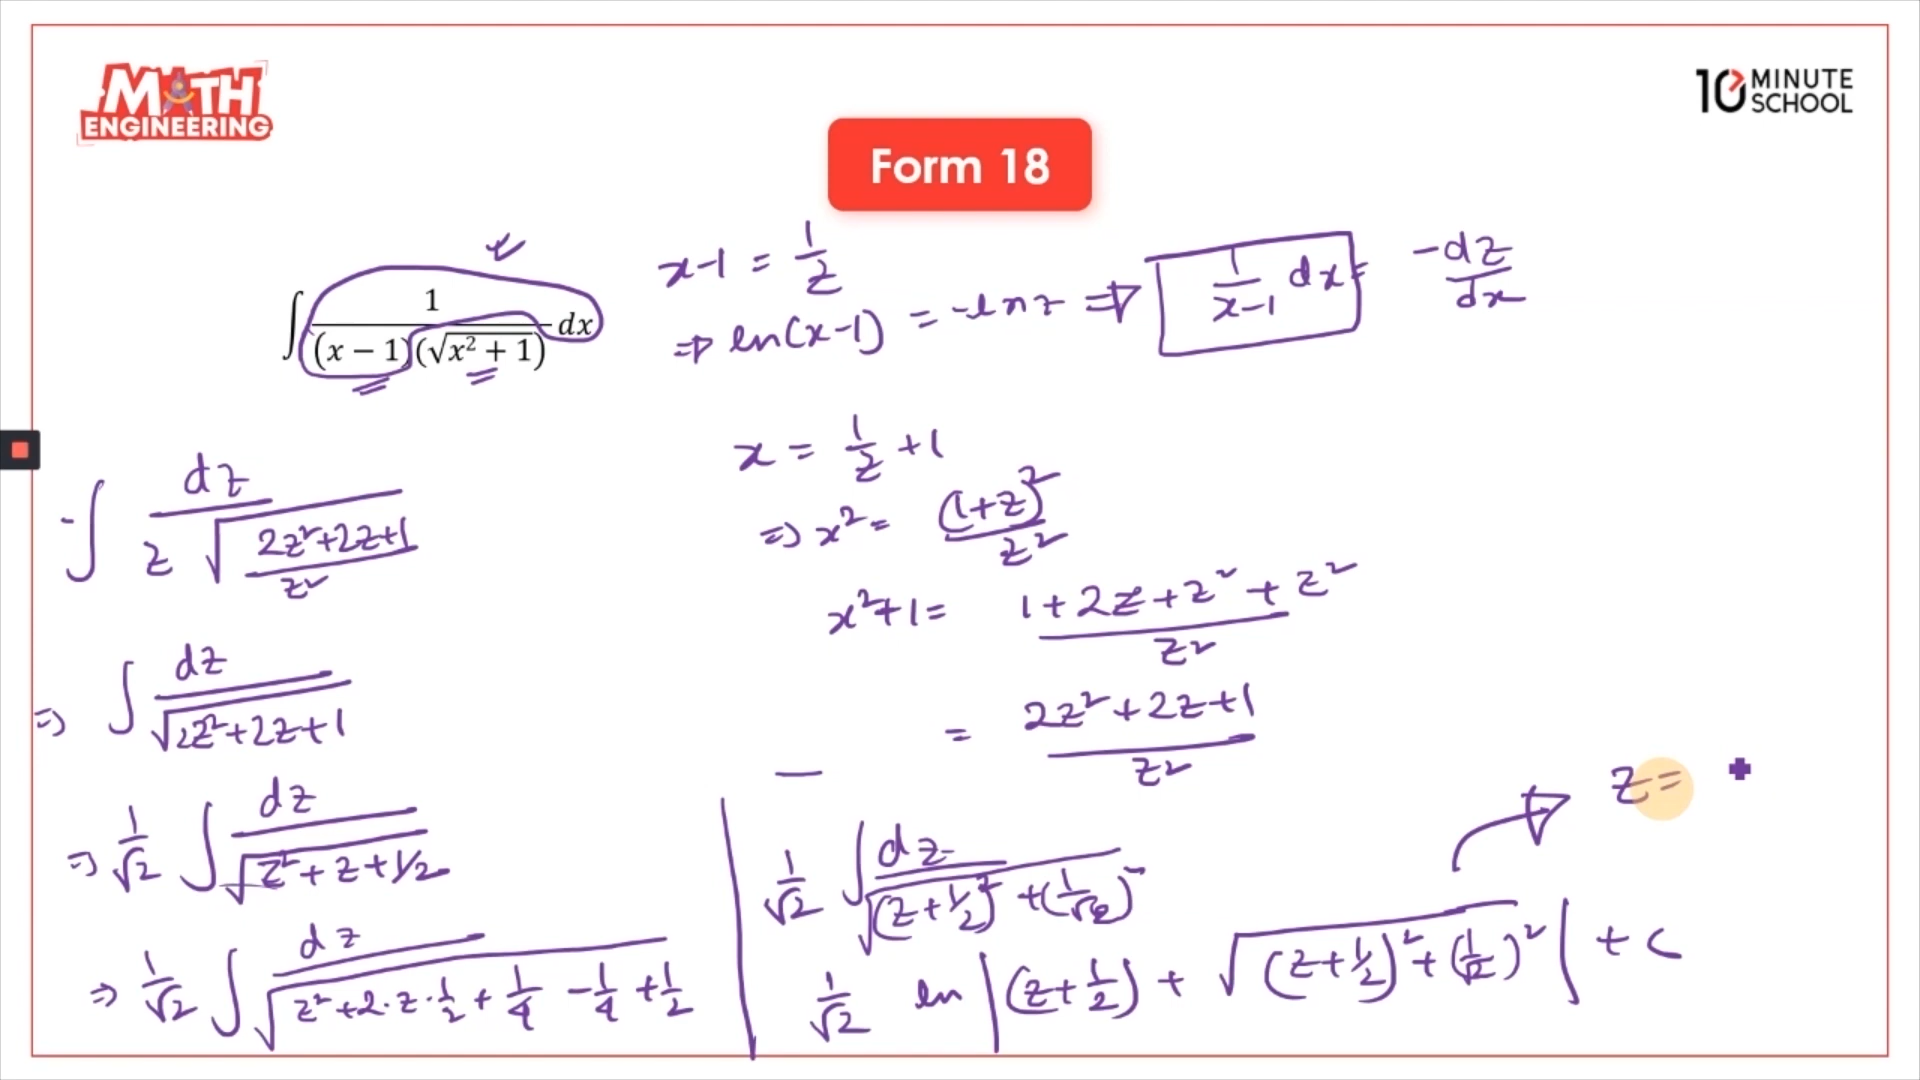 MATH
ENGINEERING
10 MINUTE
SCHOOL
Form 18
∫ 1/((x − 1)(√x² + 1)) dx
x-1 = 1/z
⇒ ln(x-1) = -ln z ⇒ 1/(x-1) dx = -dz/dx
x = 1/z + 1
⇒ x² = (1+z)²/z²
x²+1 = (1+2z+z²+z²)/z²
= (2z²+2z+1)/z²
-∫ dz/(z √((2z²+2z+1)/z²))
⇒ ∫ dz/√(2z²+2z+1)
⇒ 1/√2 ∫ dz/√(z²+z+1/2)
⇒ 1/√2 ∫ dz/√(z²+2·z·1/2+1/4-1/4+1/2)
1/√2 ∫ dz/√((z+1/2)²+(1/√2)²)
1/√2 ln |(z+1/2) + √((z+1/2)²+(1/2)²)| + c
z =